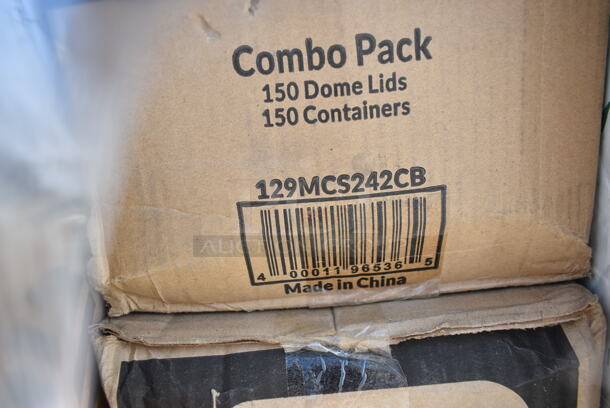 Combo Pack
150 Dome Lids
150 Containers
129MCS242CB
4 00011 96536 5
Made in China